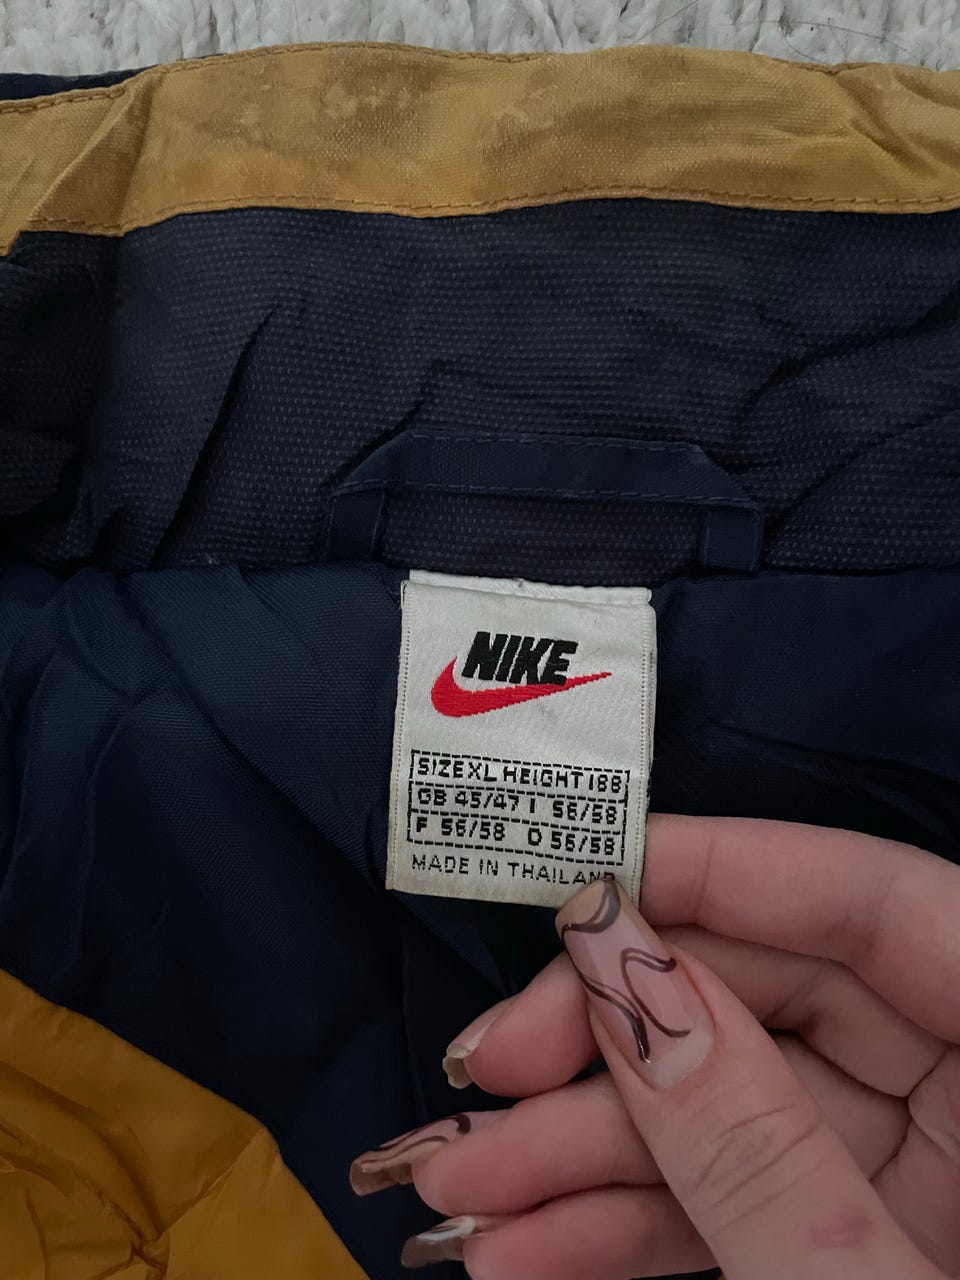 NIKE
SIZE XL HEIGHT 188
GB 45/47 I 56/58
F 56/58 D 56/58
MADE IN THAILAND